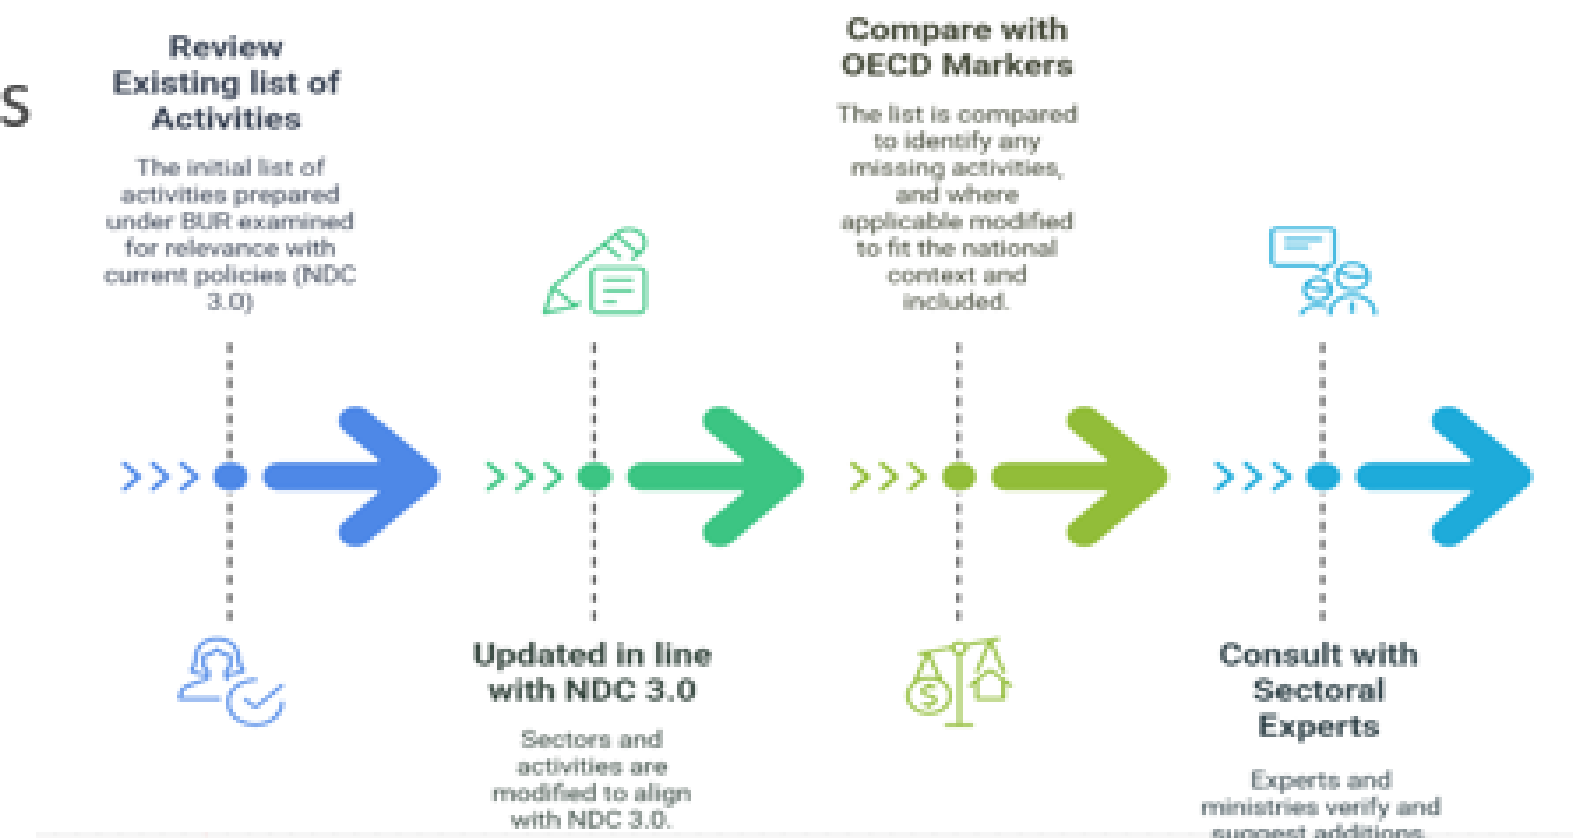 s
Review
Existing list of
Activities
The initial list of
activities prepared
under BUR examined
for relevance with
current policies (NDC
3.0)
Updated in line
with NDC 3.0
Sectors and
activities are
modified to align
with NDC 3.0.
Compare with
OECD Markers
The list is compared
to identify any
missing activities,
and where
applicable modified
to fit the national
context and
included.
$
Consult with
Sectoral
Experts
Experts and
ministries verify and
suggest additions.